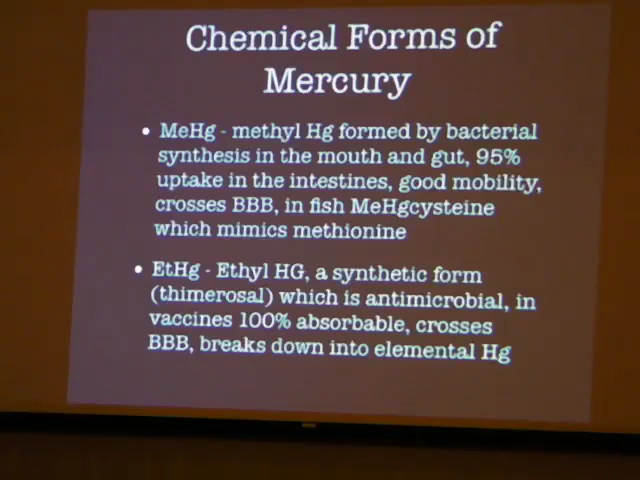 Chemical Forms of
Mercury
• MeHg - methyl Hg formed by bacterial
synthesis in the mouth and gut, 95%
uptake in the intestines, good mobility,
crosses BBB, in fish MeHgcysteine
which mimics methionine
• EtHg - Ethyl HG, a synthetic form
(thimerosal) which is antimicrobial, in
vaccines 100% absorbable, crosses
BBB, breaks down into elemental Hg